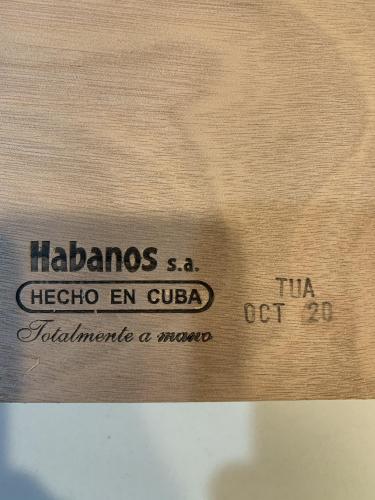 Habanos s.a.
HECHO EN CUBA
Totalmente a mano
TUA
OCT 20